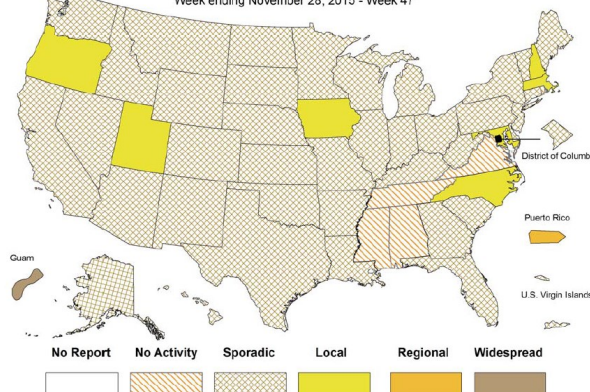 Week ending November 28, 2015 - Week 47
District of Columb
Puerto Rico
Guam
U.S. Virgin Islands
No Report
No Activity
Sporadic
Local
Regional
Widespread